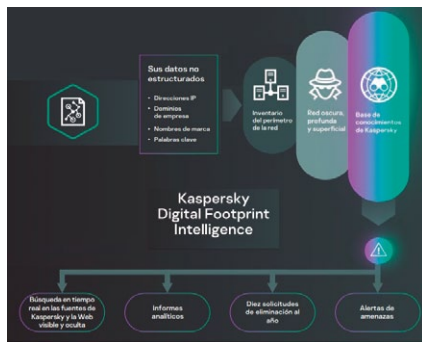 Sus datos no
estructurados
• Direcciones IP
• Dominios
de empresa
• Nombres de marca
• Palabras clave
Inventario
del perímetro
de la red
Red oscura,
profunda
y superficial
Base de
conocimientos
de Kaspersky
Kaspersky
Digital Footprint
Intelligence
Búsqueda en tiempo
real en las fuentes de
Kaspersky y la Web
visible y oculta
Informes
analíticos
Diez solicitudes
de eliminación al
año
Alertas de
amenazas